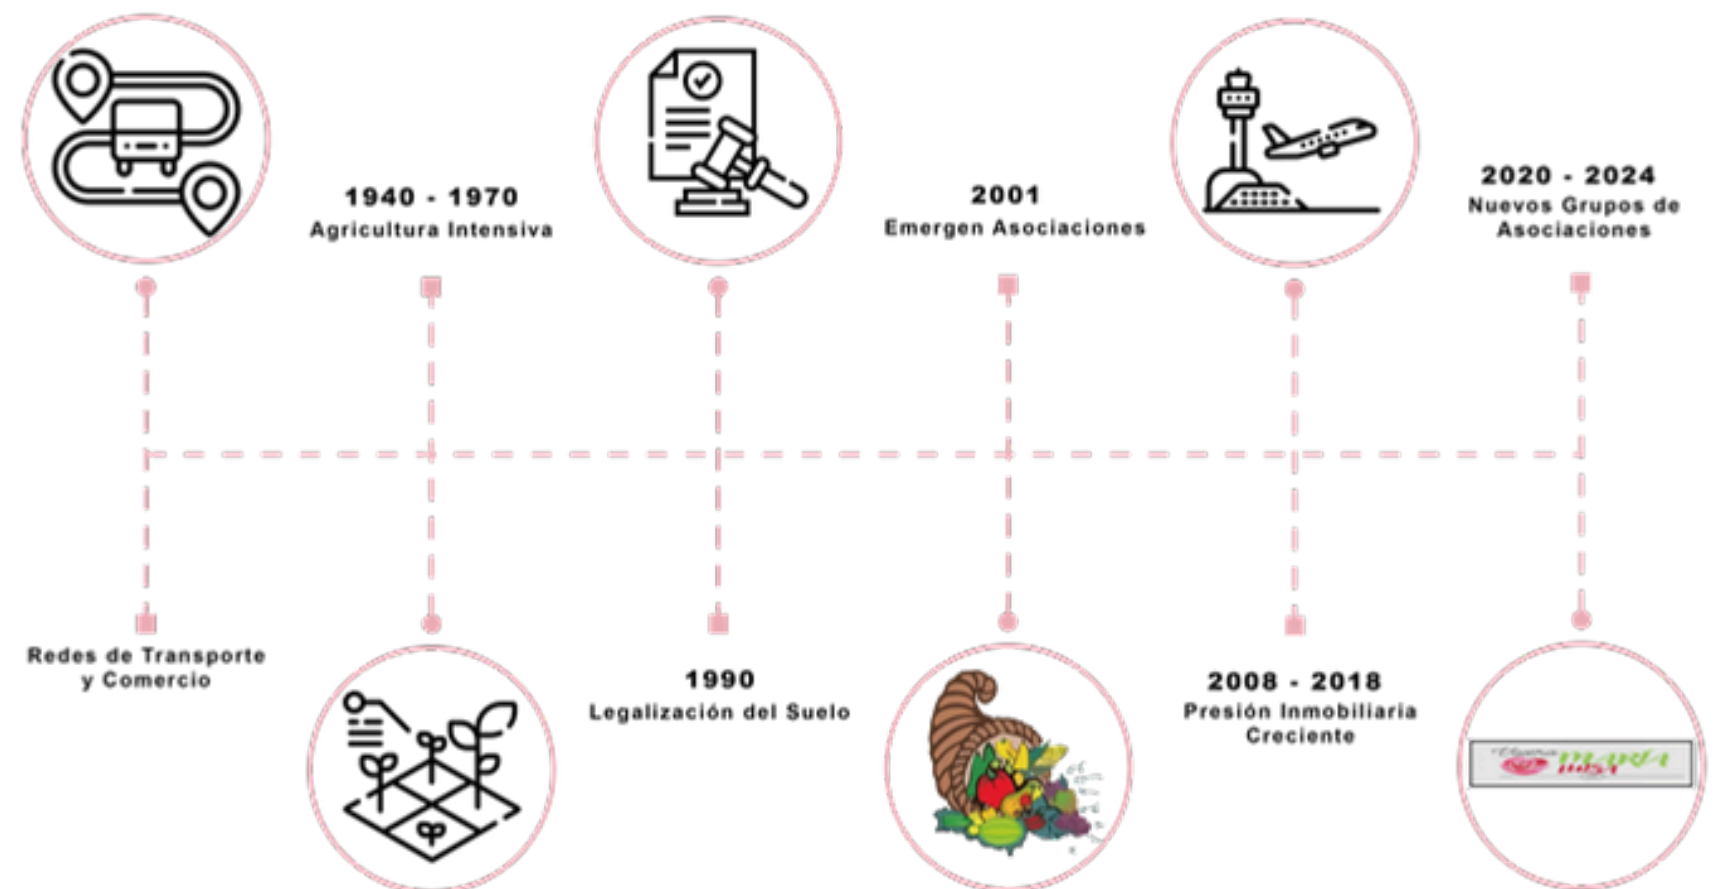 1940 - 1970
Agricultura Intensiva
2001
Emergen Asociaciones
2020 - 2024
Nuevos Grupos de
Asociaciones
Redes de Transporte
y Comercio
1990
Legalización del Suelo
2008 - 2018
Presión Inmobiliaria
Creciente